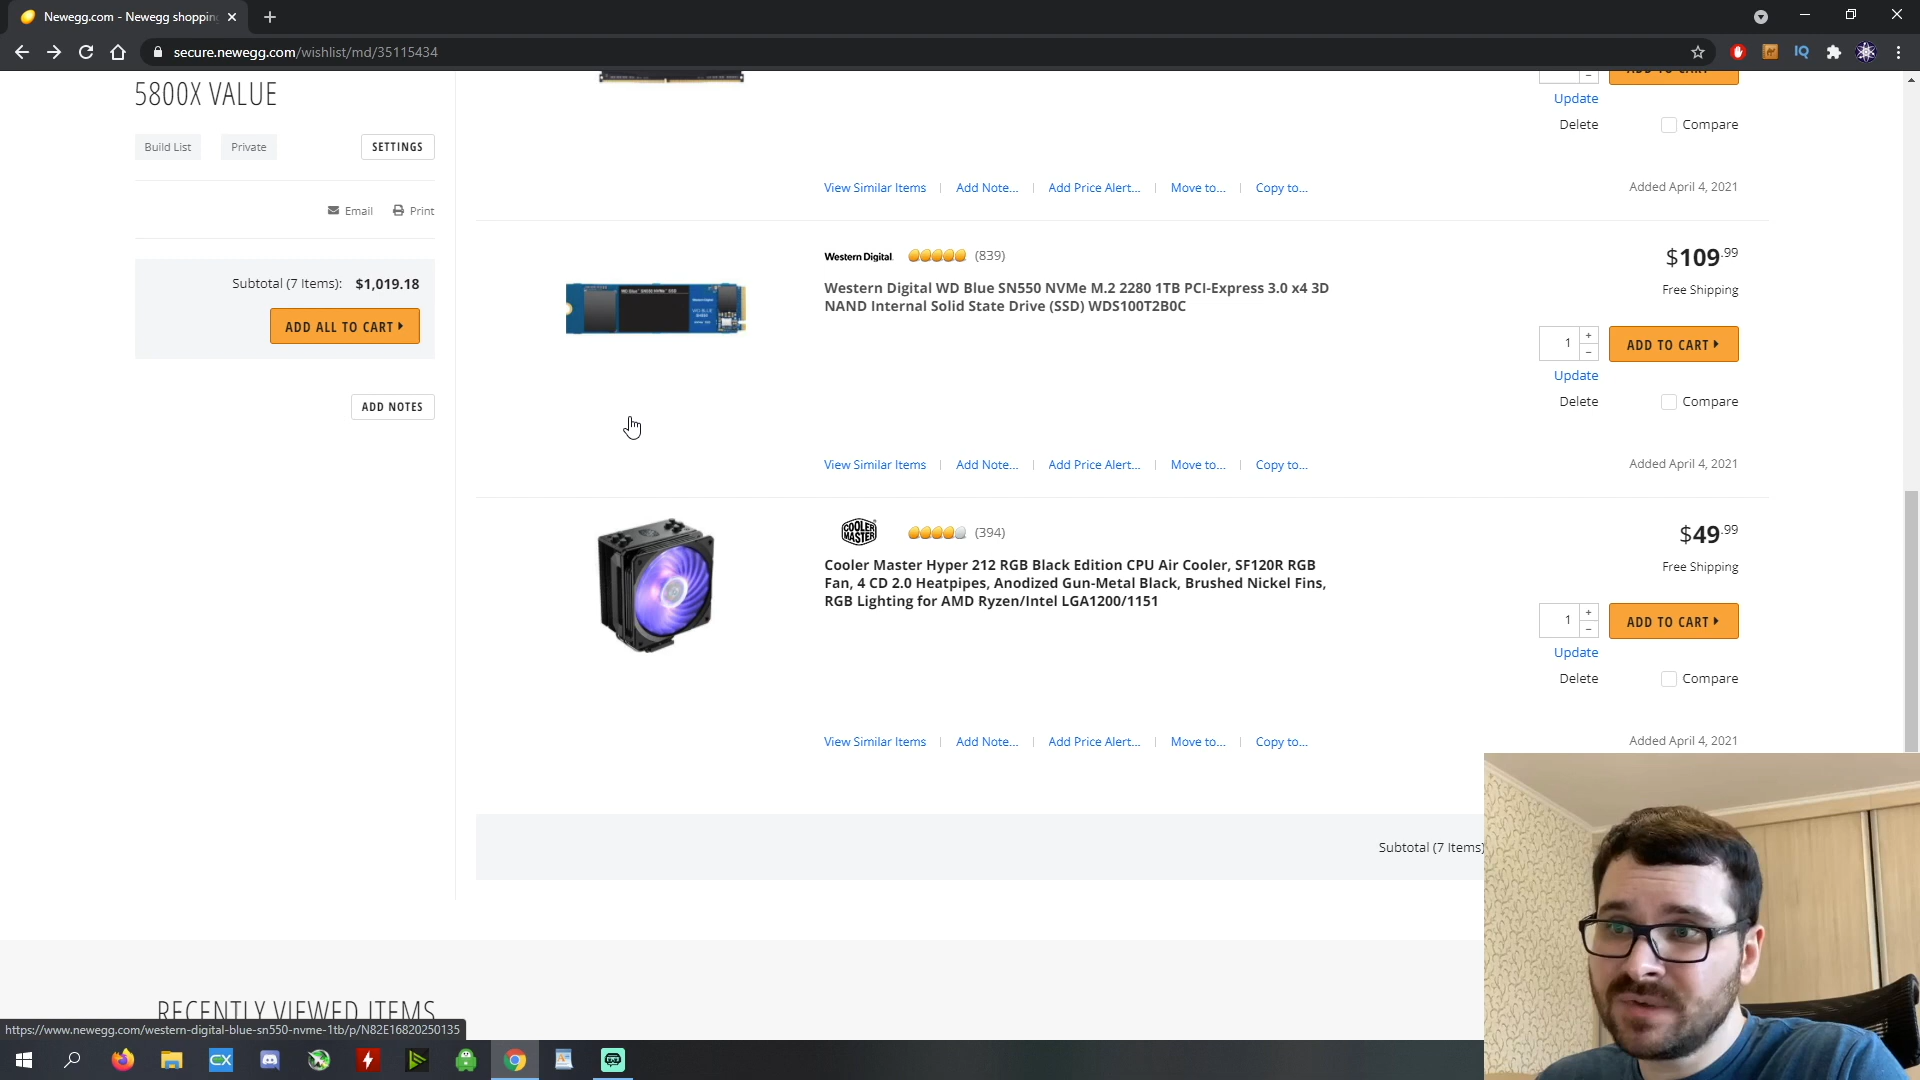 Newegg.com - Newegg shopping
secure.newegg.com/wishlist/md/35115434
5800X VALUE
Build List
Private
SETTINGS
Email
Print
Subtotal (7 Items): $1,019.18
ADD ALL TO CART
ADD NOTES
Update
Delete
Compare
View Similar Items
Add Note...
Add Price Alert...
Move to...
Copy to...
Added April 4, 2021
Western Digital.
(839)
Western Digital WD Blue SN550 NVMe M.2 2280 1TB PCI-Express 3.0 x4 3D
NAND Internal Solid State Drive (SSD) WDS100T2B0C
$109.99
Free Shipping
1
+
−
ADD TO CART
Update
Delete
Compare
View Similar Items
Add Note...
Add Price Alert...
Move to...
Copy to...
Added April 4, 2021
COOLER
MASTER
(394)
Cooler Master Hyper 212 RGB Black Edition CPU Air Cooler, SF120R RGB
Fan, 4 CD 2.0 Heatpipes, Anodized Gun-Metal Black, Brushed Nickel Fins,
RGB Lighting for AMD Ryzen/Intel LGA1200/1151
$49.99
Free Shipping
1
+
−
ADD TO CART
Update
Delete
Compare
View Similar Items
Add Note...
Add Price Alert...
Move to...
Copy to...
Added April 4, 2021
Subtotal (7 Items)
RECENTLY VIEWED ITEMS
https://www.newegg.com/western-digital-blue-sn550-nvme-1tb/p/N82E16820250135
CX